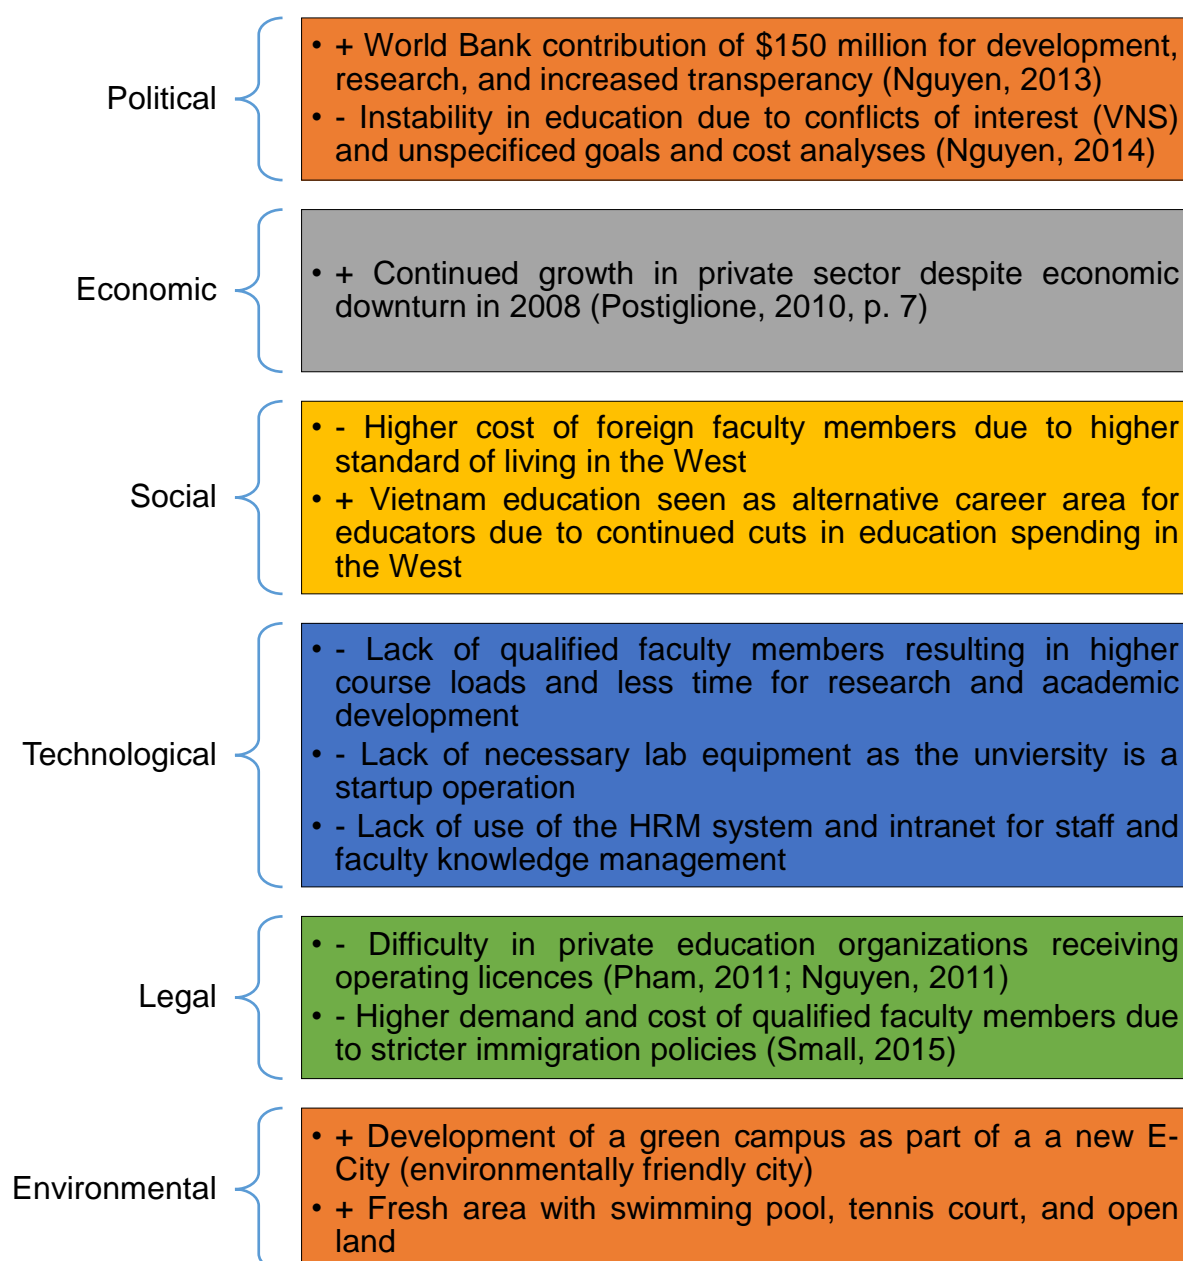 Political
• + World Bank contribution of $150 million for development,
research, and increased transperancy (Nguyen, 2013)
• - Instability in education due to conflicts of interest (VNS)
and unspecificed goals and cost analyses (Nguyen, 2014)
Economic
• + Continued growth in private sector despite economic
downturn in 2008 (Postiglione, 2010, p. 7)
Social
• - Higher cost of foreign faculty members due to higher
standard of living in the West
• + Vietnam education seen as alternative career area for
educators due to continued cuts in education spending in
the West
Technological
• - Lack of qualified faculty members resulting in higher
course loads and less time for research and academic
development
• - Lack of necessary lab equipment as the unviersity is a
startup operation
• - Lack of use of the HRM system and intranet for staff and
faculty knowledge management
Legal
• - Difficulty in private education organizations receiving
operating licences (Pham, 2011; Nguyen, 2011)
• - Higher demand and cost of qualified faculty members due
to stricter immigration policies (Small, 2015)
Environmental
• + Development of a green campus as part of a a new E-
City (environmentally friendly city)
• + Fresh area with swimming pool, tennis court, and open
land